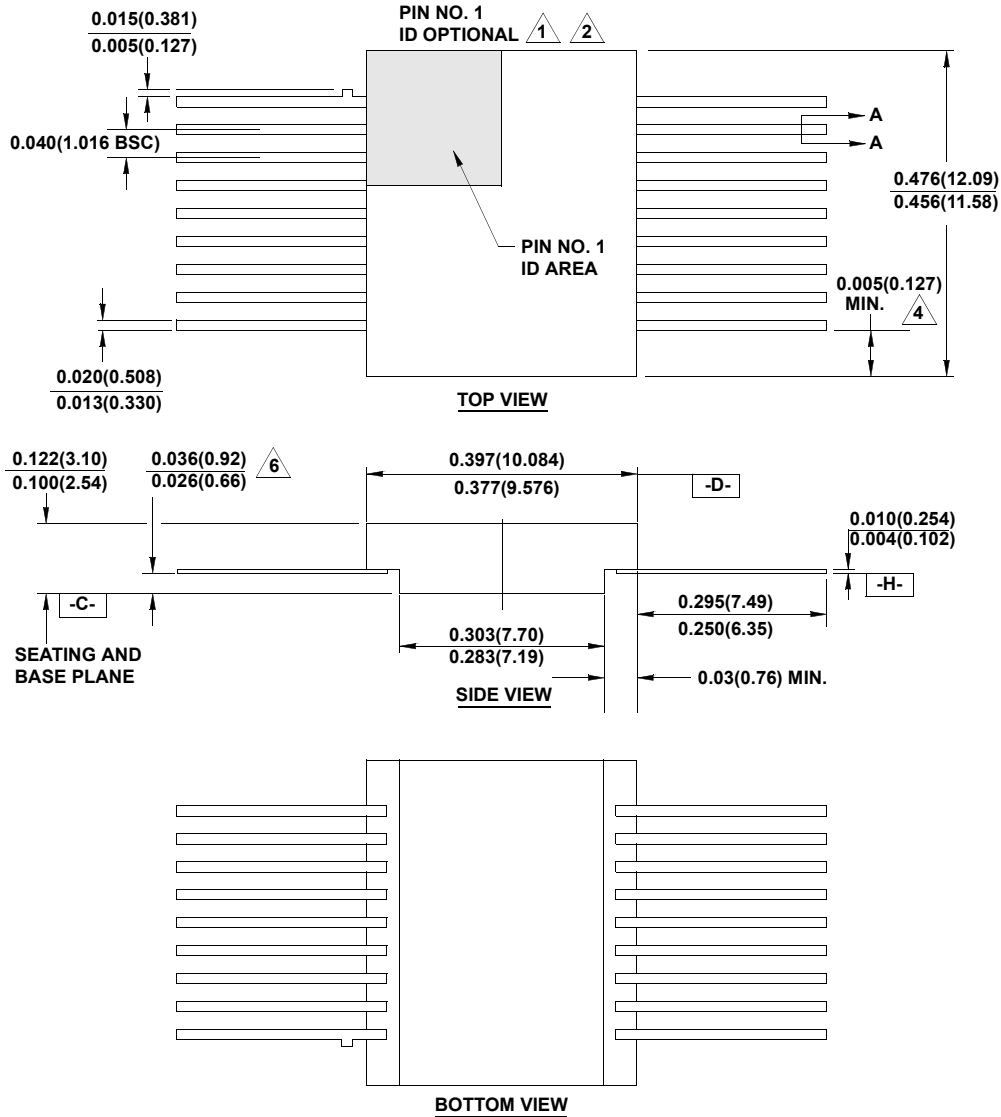 PIN NO. 1
ID OPTIONAL 1 2
0.015(0.381)
0.005(0.127)
0.040(1.016 BSC)
A
A
0.476(12.09)
0.456(11.58)
PIN NO. 1
ID AREA
0.005(0.127)
MIN. 4
0.020(0.508)
0.013(0.330)
TOP VIEW
0.122(3.10)
0.100(2.54)
0.036(0.92)
0.026(0.66)
6
0.397(10.084)
0.377(9.576)
-D-
0.010(0.254)
0.004(0.102)
-H-
-C-
0.295(7.49)
0.250(6.35)
0.303(7.70)
0.283(7.19)
SEATING AND
BASE PLANE
0.03(0.76) MIN.
SIDE VIEW
BOTTOM VIEW